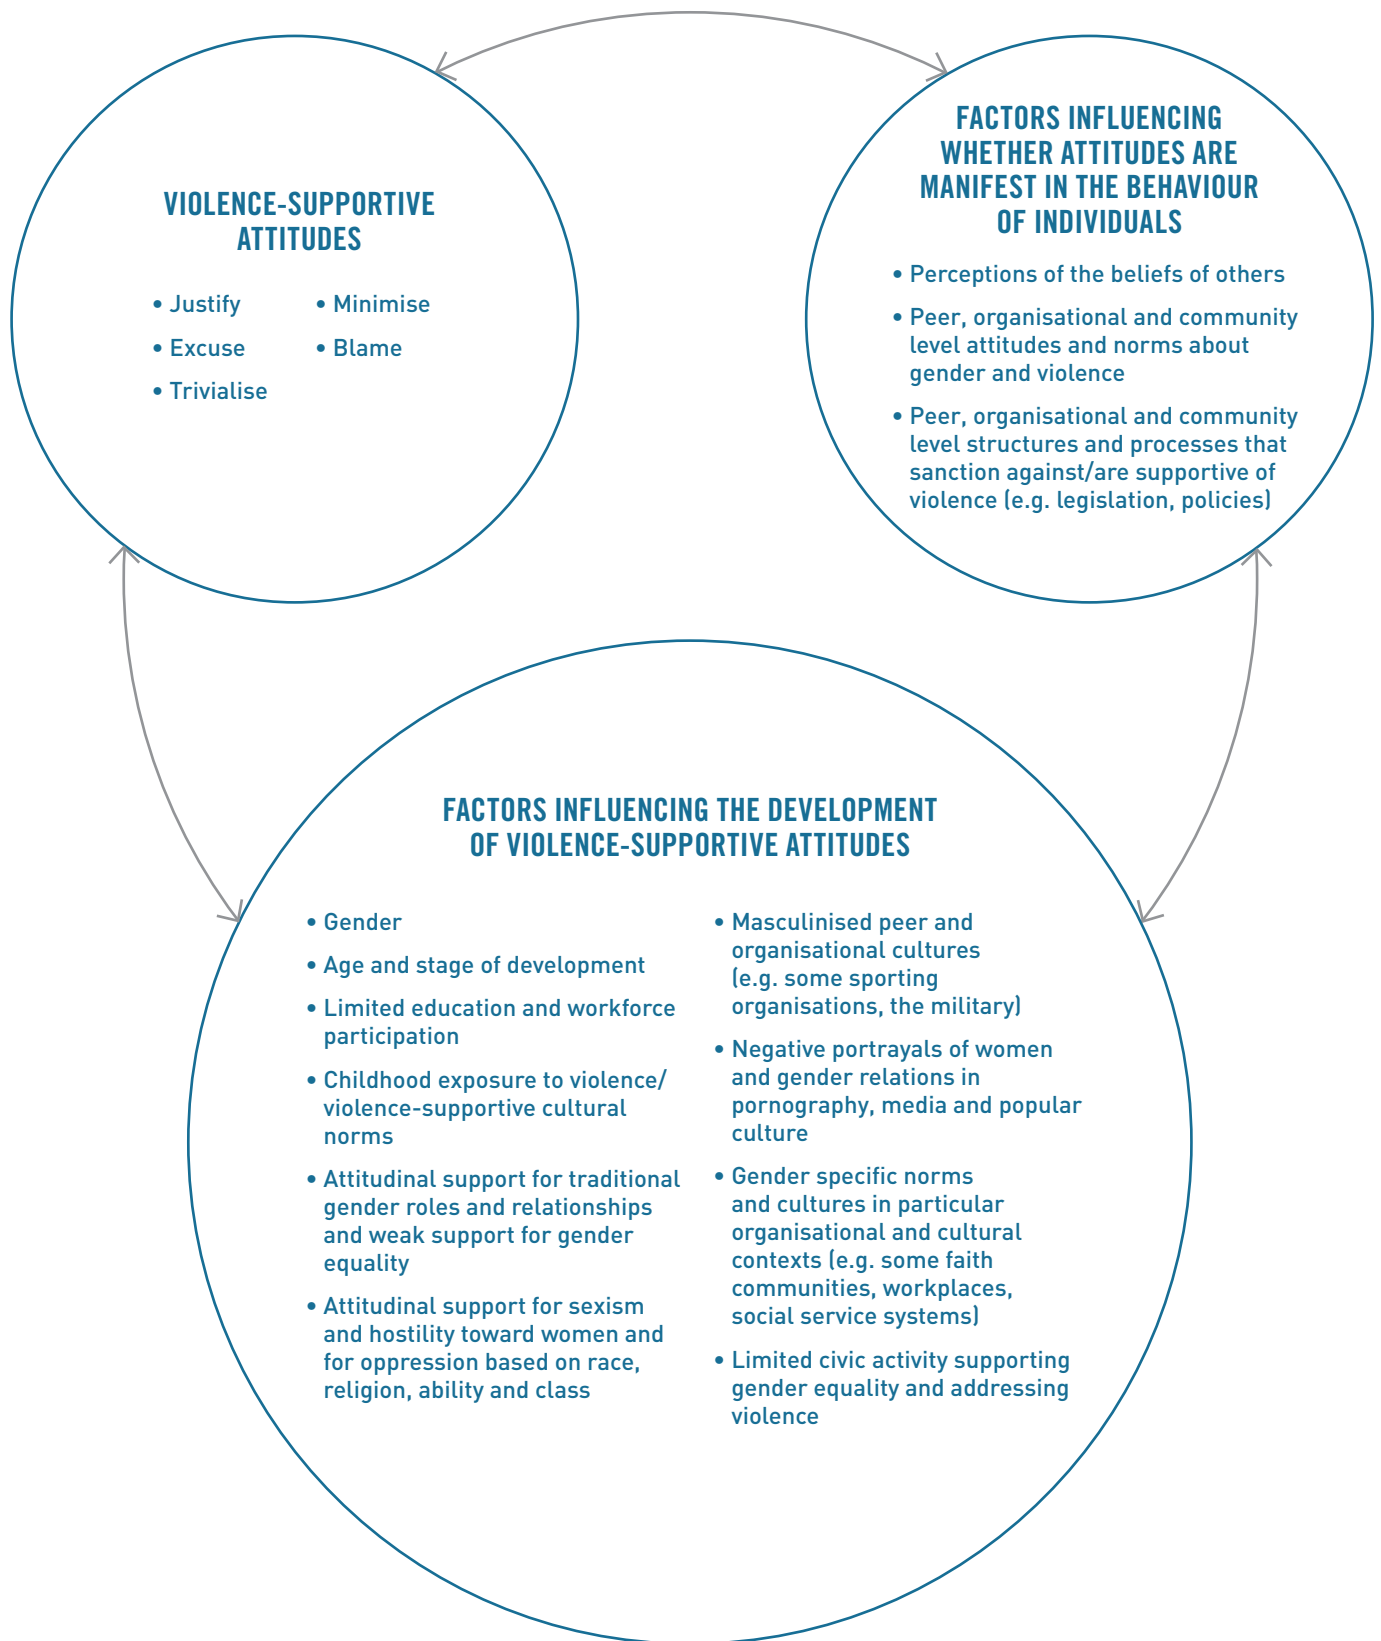 VIOLENCE-SUPPORTIVE
ATTITUDES
• Justify
• Excuse
• Trivialise
• Minimise
• Blame
FACTORS INFLUENCING
WHETHER ATTITUDES ARE
MANIFEST IN THE BEHAVIOUR
OF INDIVIDUALS
• Perceptions of the beliefs of others
• Peer, organisational and community
level attitudes and norms about
gender and violence
• Peer, organisational and community
level structures and processes that
sanction against/are supportive of
violence (e.g. legislation, policies)
FACTORS INFLUENCING THE DEVELOPMENT
OF VIOLENCE-SUPPORTIVE ATTITUDES
• Gender
• Age and stage of development
• Limited education and workforce
participation
• Childhood exposure to violence/
violence-supportive cultural
norms
• Attitudinal support for traditional
gender roles and relationships
and weak support for gender
equality
• Attitudinal support for sexism
and hostility toward women and
for oppression based on race,
religion, ability and class
• Masculinised peer and
organisational cultures
(e.g. some sporting
organisations, the military)
• Negative portrayals of women
and gender relations in
pornography, media and popular
culture
• Gender specific norms
and cultures in particular
organisational and cultural
contexts (e.g. some faith
communities, workplaces,
social service systems)
• Limited civic activity supporting
gender equality and addressing
violence